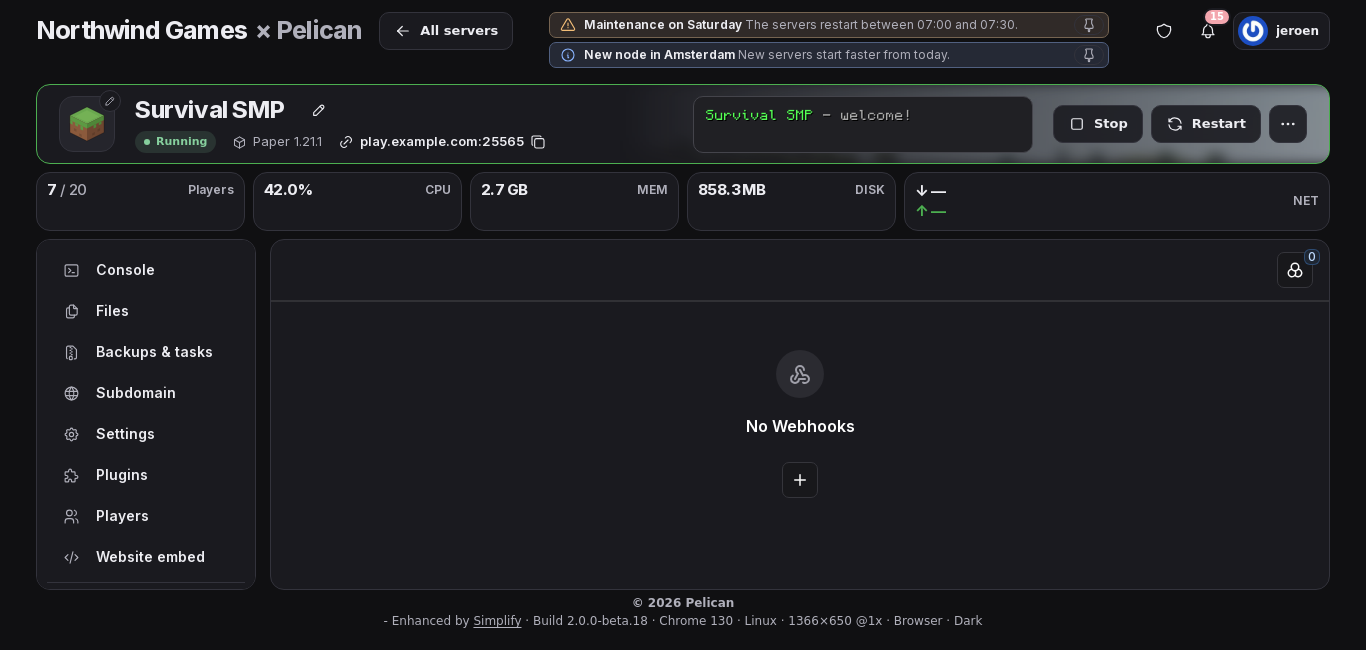 Northwind Games × Pelican
All servers
Maintenance on Saturday The servers restart between 07:00 and 07:30.
New node in Amsterdam New servers start faster from today.
15
jeroen
Survival SMP
Running
Paper 1.21.1
play.example.com:25565
Survival SMP – welcome!
Stop
Restart
7 / 20 Players
42.0% CPU
2.7 GB MEM
858.3 MB DISK
↓ —
↑ —
NET
Console
Files
Backups & tasks
Subdomain
Settings
Plugins
Players
Website embed
0
No Webhooks
© 2026 Pelican
- Enhanced by Simplify · Build 2.0.0-beta.18 · Chrome 130 · Linux · 1366×650 @1x · Browser · Dark